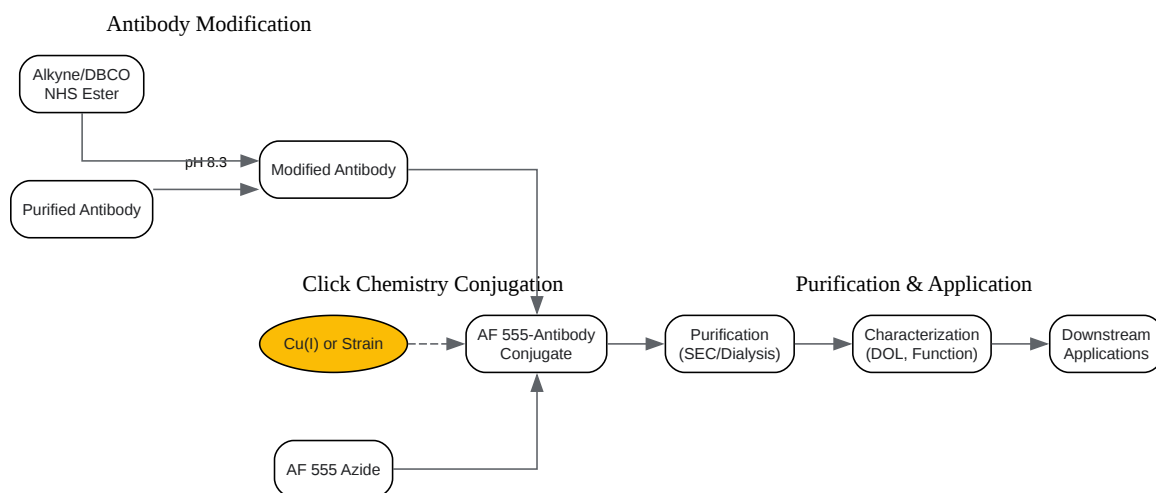 Antibody Modification
Alkyne/DBCO
NHS Ester
pH 8.3
Modified Antibody
Purified Antibody
Click Chemistry Conjugation
Purification & Application
Cu(I) or Strain
AF 555-Antibody
Conjugate
Purification
(SEC/Dialysis)
Characterization
(DOL, Function)
Downstream
Applications
AF 555 Azide